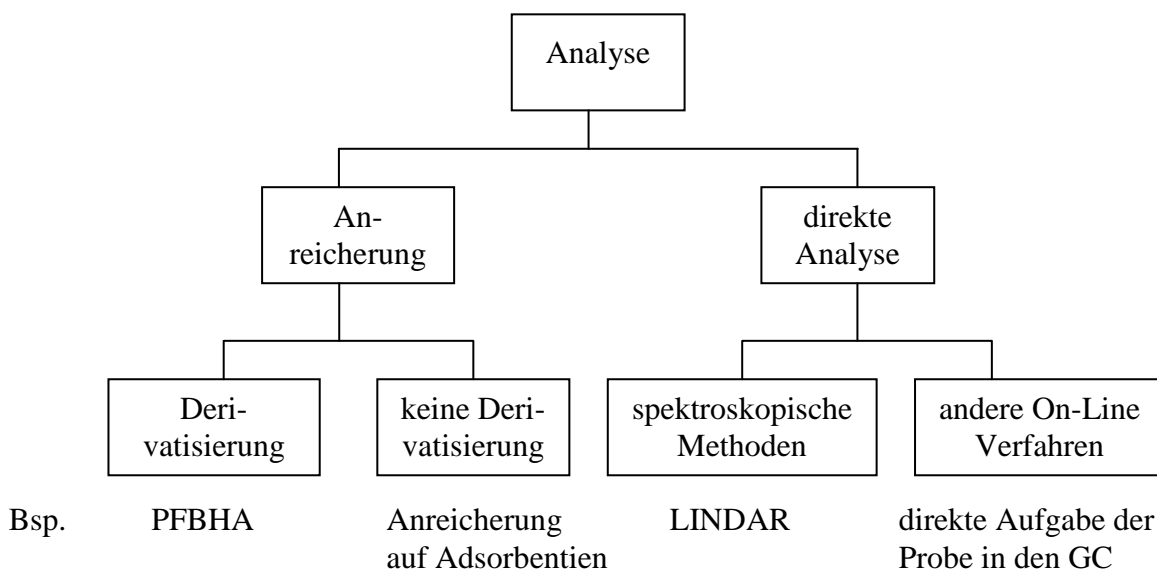 Analyse
An-
reicherung
direkte
Analyse
Deri-
vatisierung
keine Deri-
vatisierung
spektroskopische
Methoden
andere On-Line
Verfahren
Bsp.
PFBHA
Anreicherung
auf Adsorbentien
LINDAR
direkte Aufgabe der
Probe in den GC